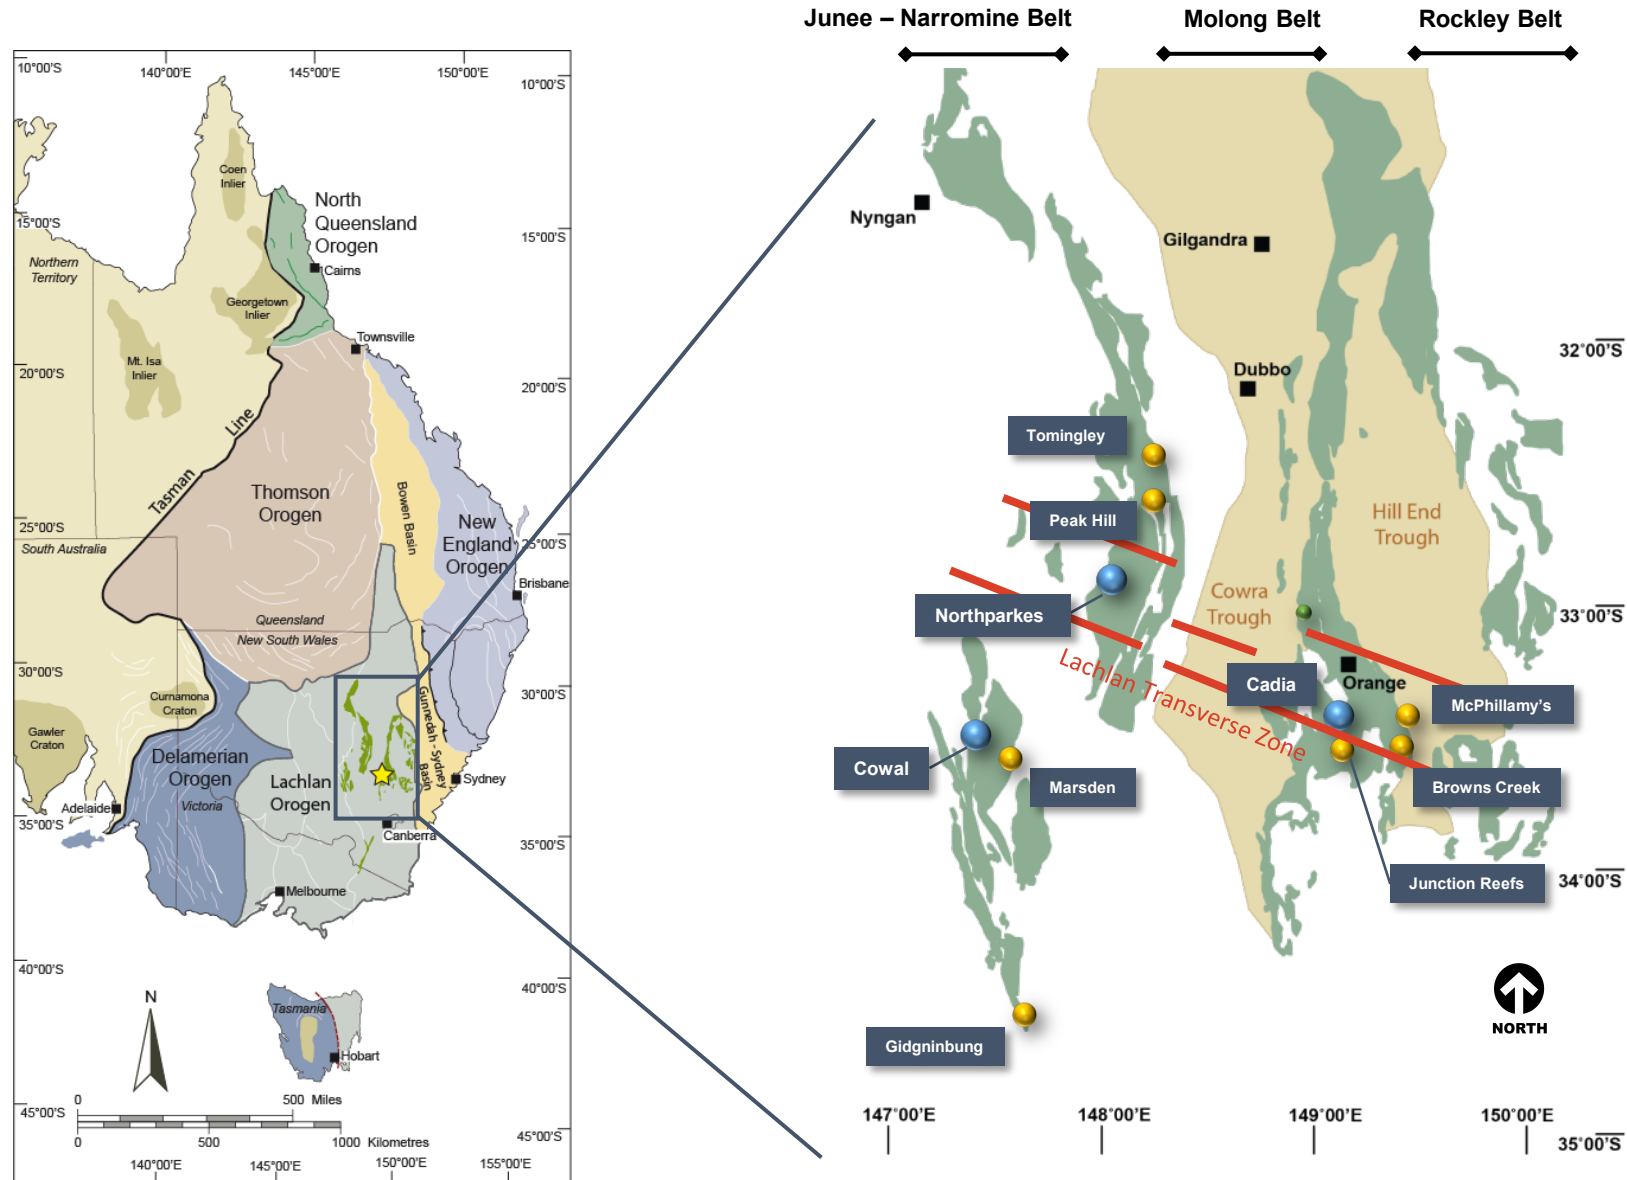 Junee – Narromine Belt
Molong Belt
Rockley Belt
10°00'S
140°00'E
145°00'E
150°00'E
10°00'S
Coen
Inlier
North
Queensland
Orogen
15°00'S
15°00'S
Northern
Territory
Cairns
Georgetown
Inlier
Townsville
Mt. Isa
Inlier
20°00'S
20°00'S
Tasman Line
Thomson
Orogen
Bowen Basin
New
England
Orogen
25°00'S
25°00'S
South Australia
Brisbane
Queensland
New South Wales
30°00'S
30°00'S
Curnamona
Craton
Gawler
Craton
Delamerian
Orogen
Victoria
Lachlan
Orogen
Gunnedah - Sydney
Basin
Sydney
Adelaide
35°00'S
35°00'S
Canberra
Melbourne
40°00'S
40°00'S
N
Tasmania
Hobart
0
500 Miles
0
500
1000 Kilometres
45°00'S
45°00'S
140°00'E
145°00'E
150°00'E
155°00'E
Nyngan
Gilgandra
32°00'S
Dubbo
Tomingley
Peak Hill
Hill End
Trough
Northparkes
Cowra
Trough
33°00'S
Lachlan Transverse Zone
Cadia
Orange
McPhillamy's
Cowal
Marsden
Browns Creek
Junction Reefs
34°00'S
Gidgninbung
NORTH
147°00'E
148°00'E
149°00'E
150°00'E
35°00'S